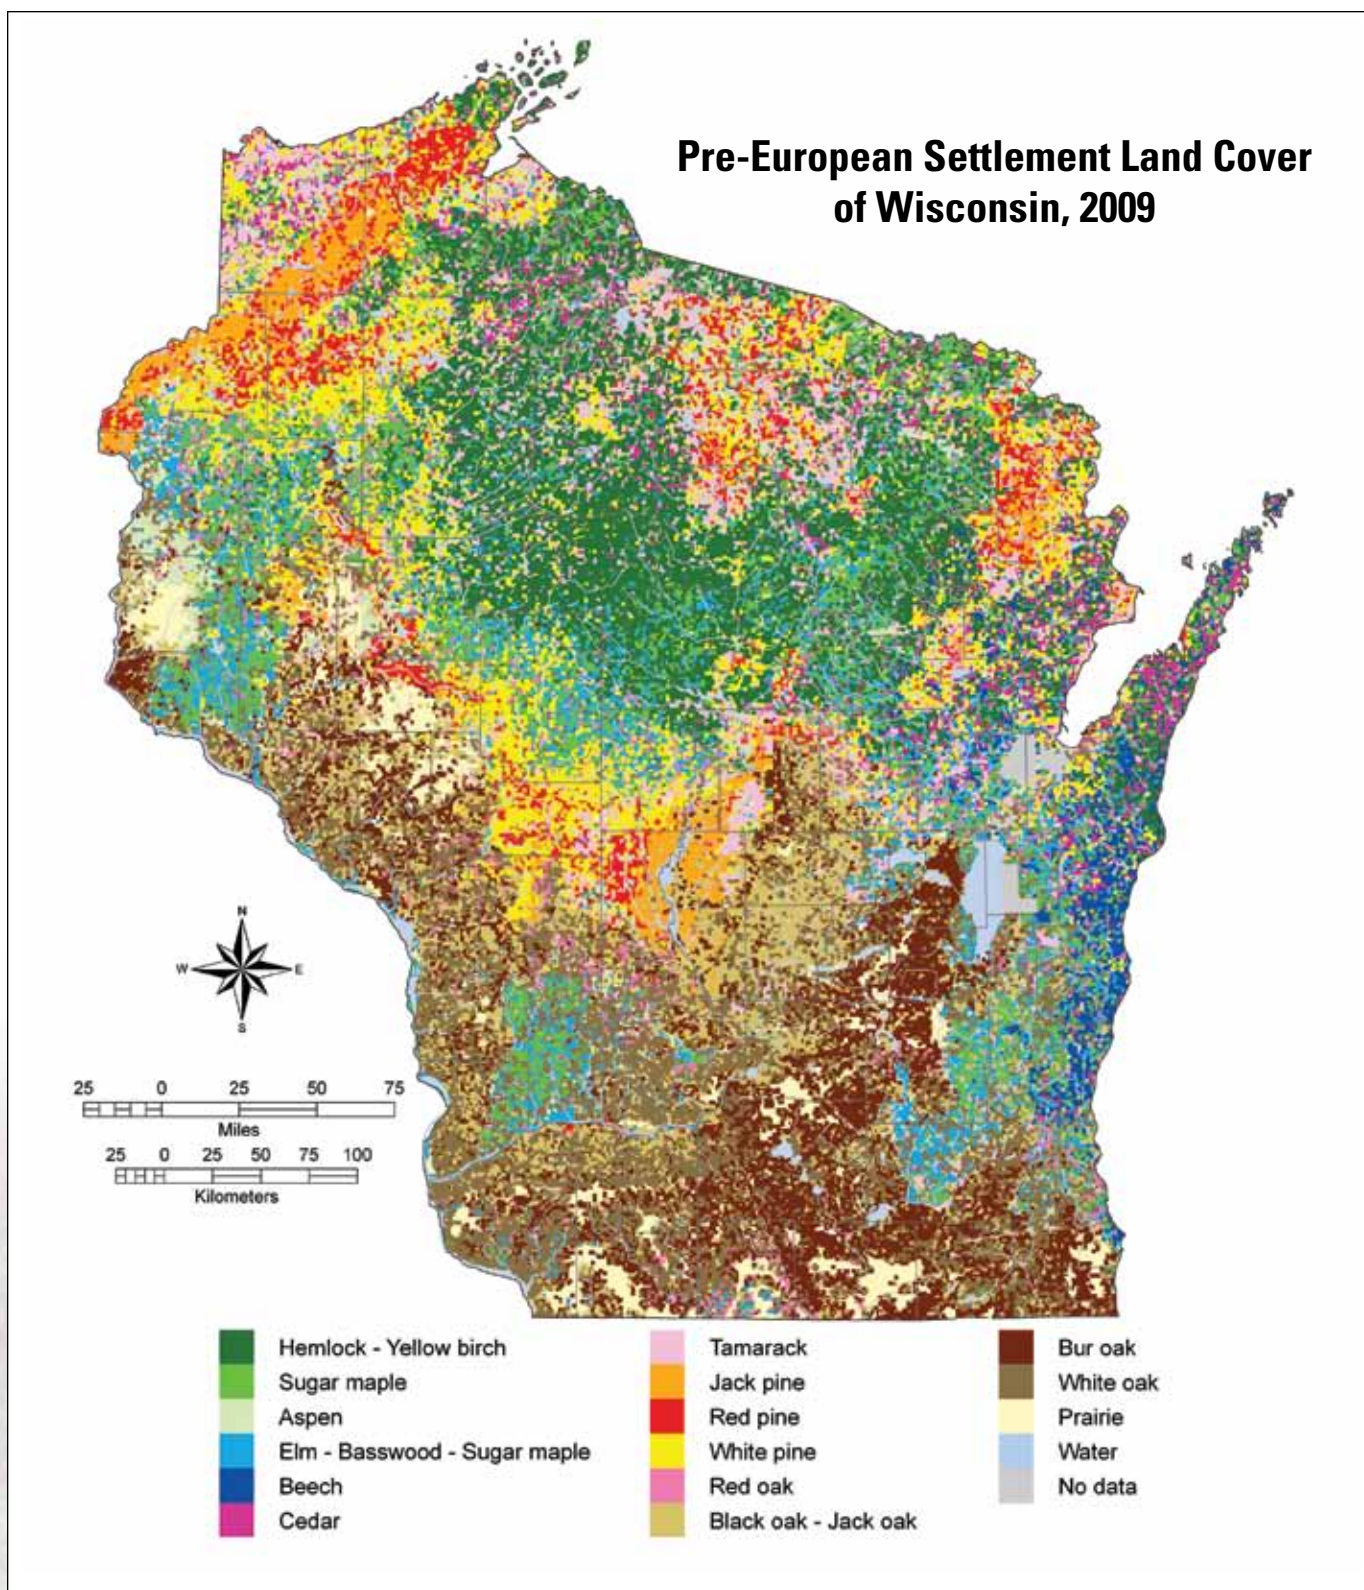 Pre-European Settlement Land Cover
of Wisconsin, 2009
N
W E
S
25 0 25 50 75
Miles
25 0 25 50 75 100
Kilometers
Hemlock - Yellow birch
Sugar maple
Aspen
Elm - Basswood - Sugar maple
Beech
Cedar
Tamarack
Jack pine
Red pine
White pine
Red oak
Black oak - Jack oak
Bur oak
White oak
Prairie
Water
No data